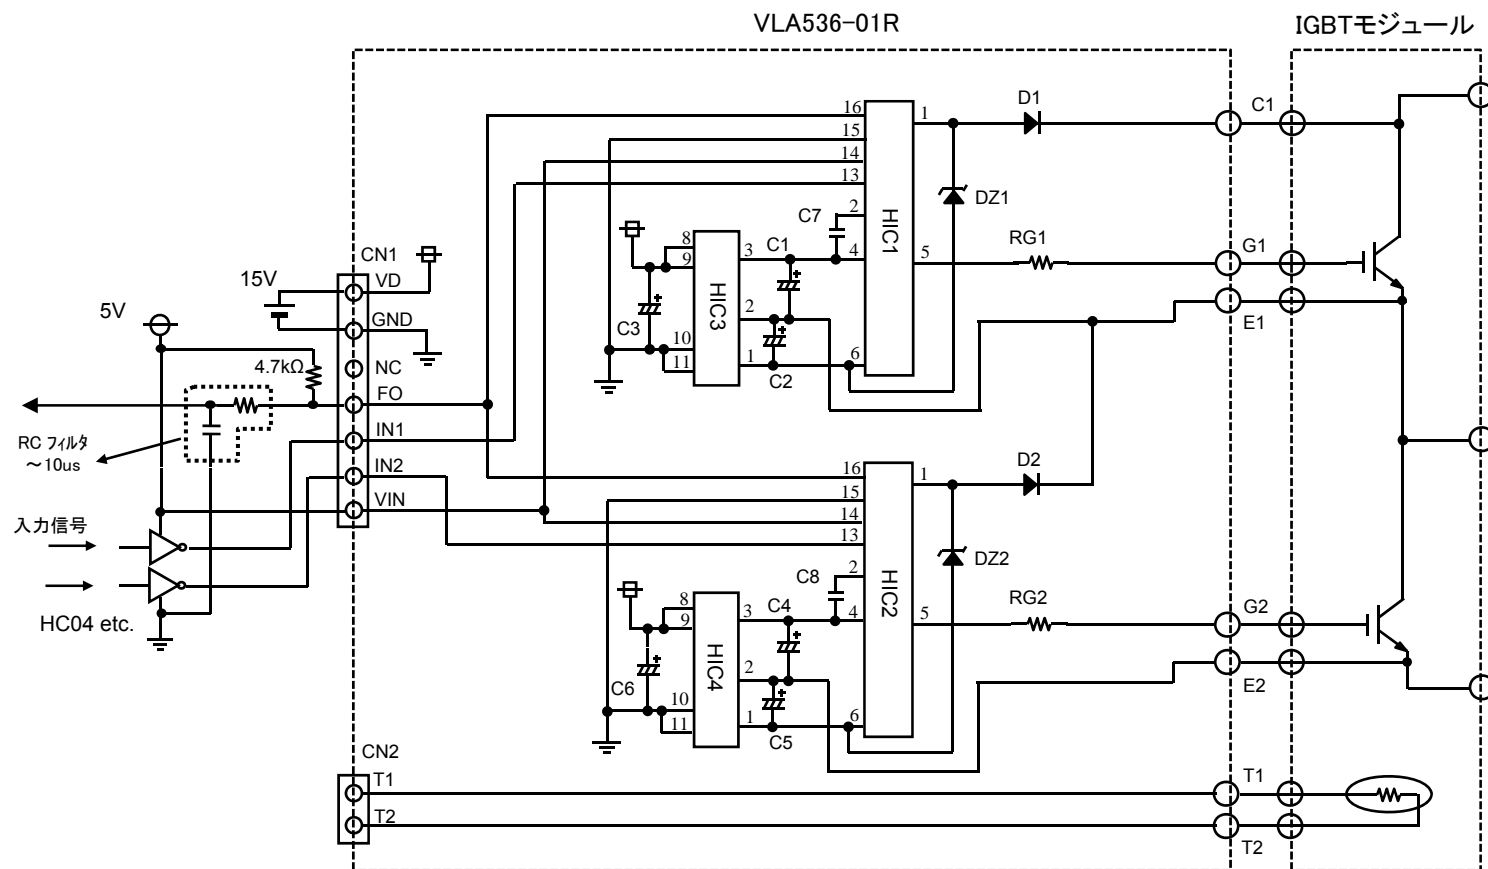 VLA536-01R
IGBTモジュール
D1
C1
16
15
14
13
1
2
4
5
6
HIC1
DZ1
C7
RG1
G1
E1
C1
8
9
3
2
10
11
1
HIC3
C3
C2
CN1
VD
15V
GND
5V
NC
4.7kΩ
FO
IN1
RC フィルタ
～10us
IN2
VIN
入力信号
HC04 etc.
D2
16
15
14
13
1
2
4
5
6
HIC2
DZ2
C8
RG2
G2
E2
C4
8
9
3
2
10
11
1
HIC4
C6
C5
CN2
T1
T2
T1
T2